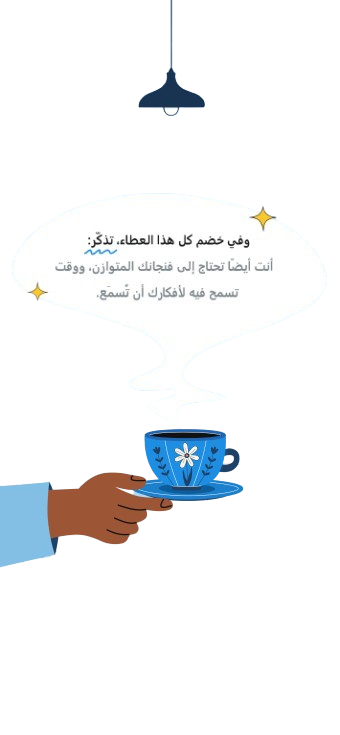 وفي خضم كل هذا العطاء، تذكّر:
أنت أيضًا تحتاج إلى فنجانك المتوازن، ووقت
تسمح فيه لأفكارك أن تُسمَع.